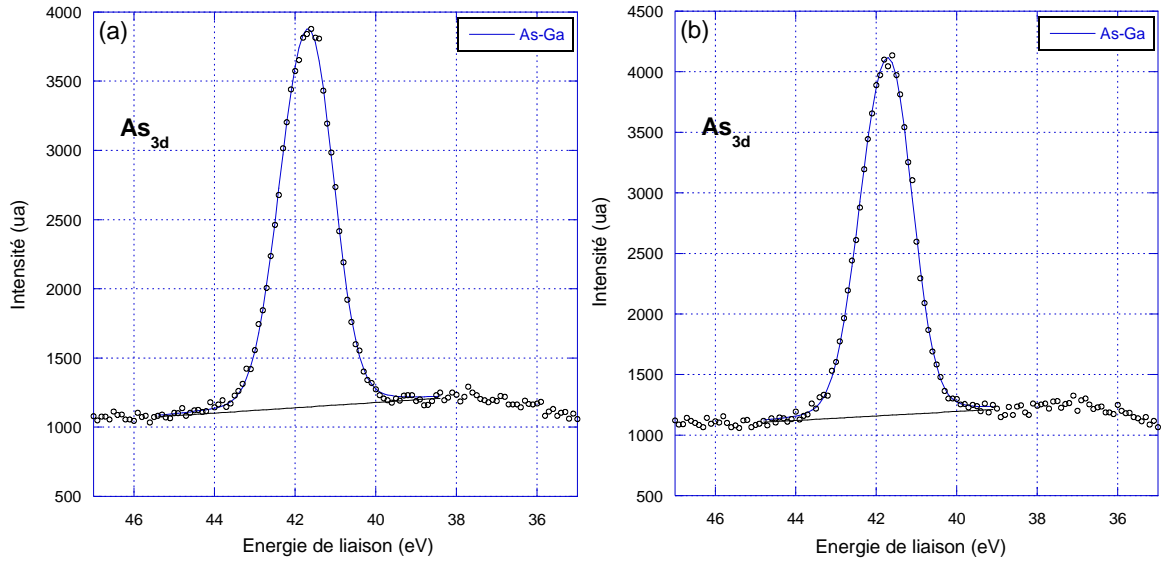 (a)
As-Ga
As3d
Intensité (ua)
4000
3500
3000
2500
2000
1500
1000
500
46 44 42 40 38 36
Energie de liaison (eV)
(b)
As-Ga
As3d
Intensité (ua)
4500
4000
3500
3000
2500
2000
1500
1000
500
46 44 42 40 38 36
Energie de liaison (eV)